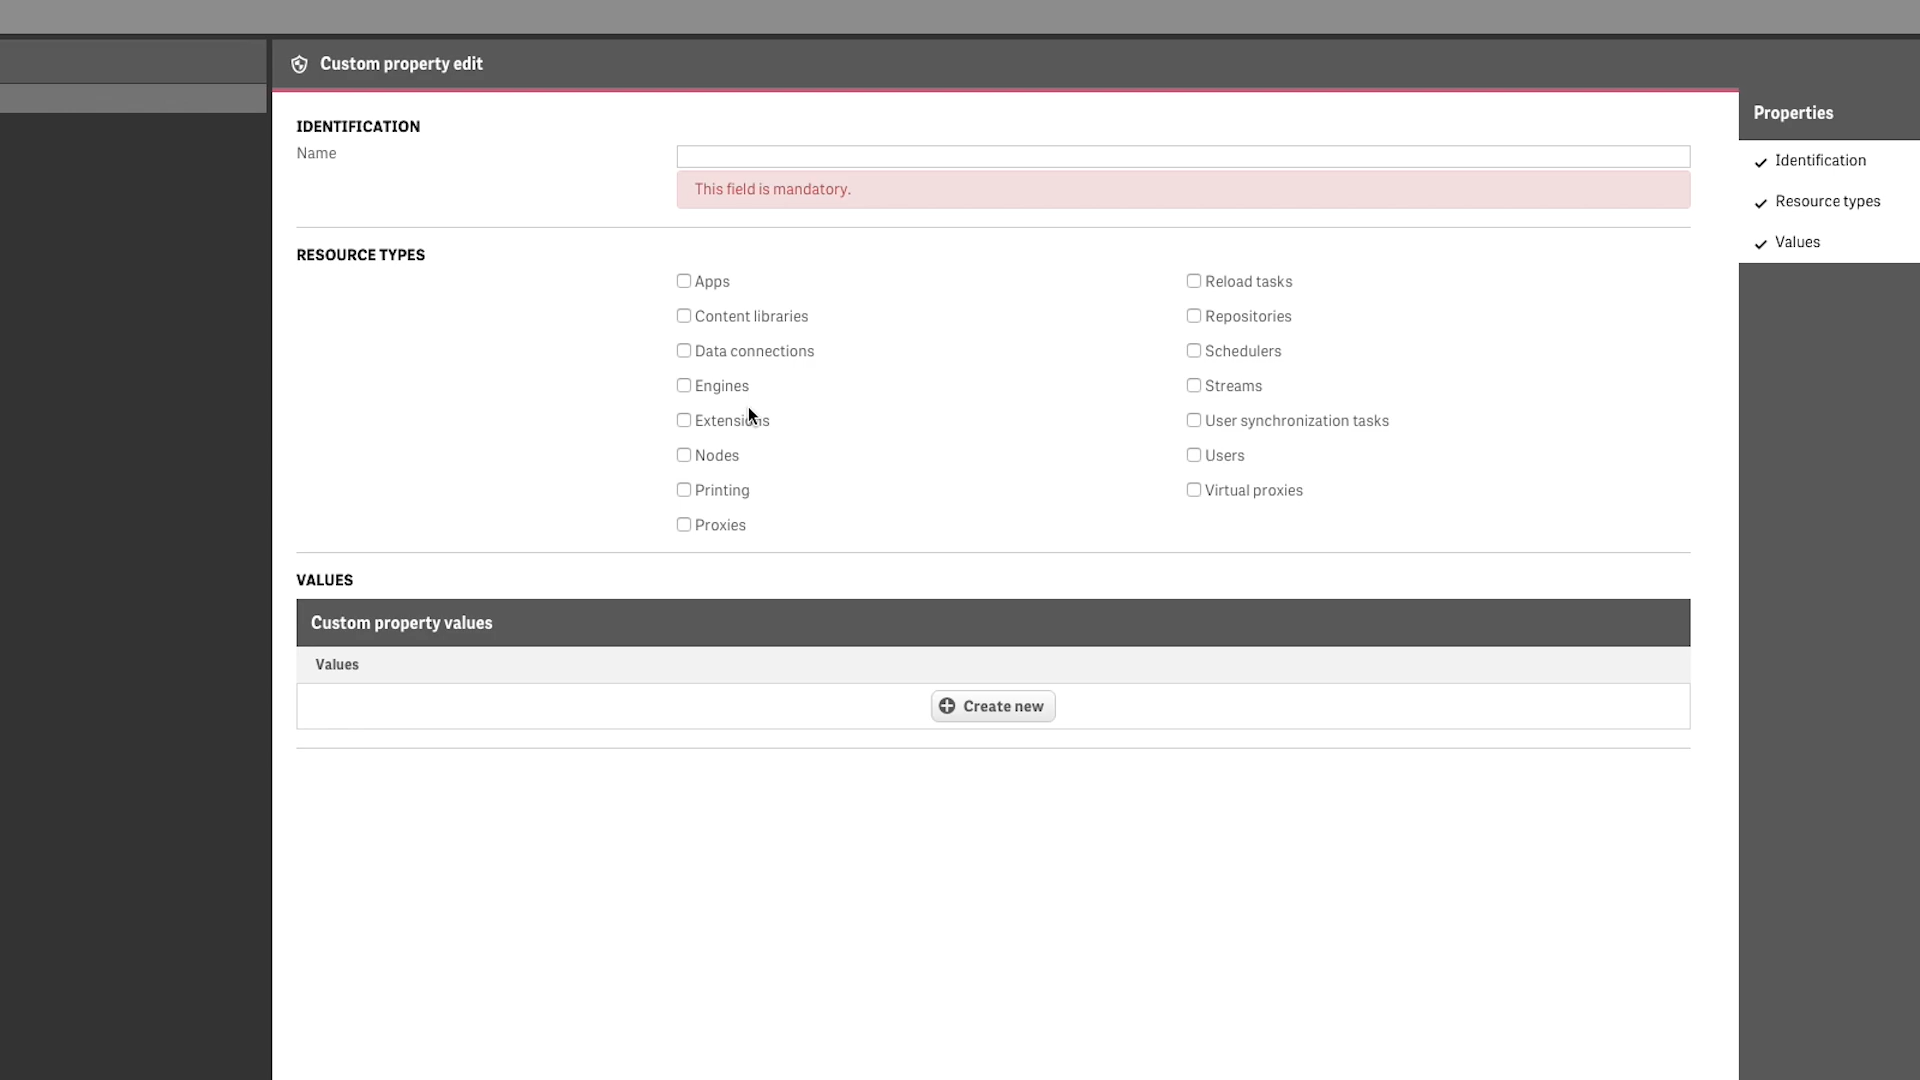 Custom property edit
Properties
IDENTIFICATION
Name
This field is mandatory.
Identification
Resource types
Values
RESOURCE TYPES
Apps
Content libraries
Data connections
Engines
Extensions
Nodes
Printing
Proxies
Reload tasks
Repositories
Schedulers
Streams
User synchronization tasks
Users
Virtual proxies
VALUES
Custom property values
Values
Create new